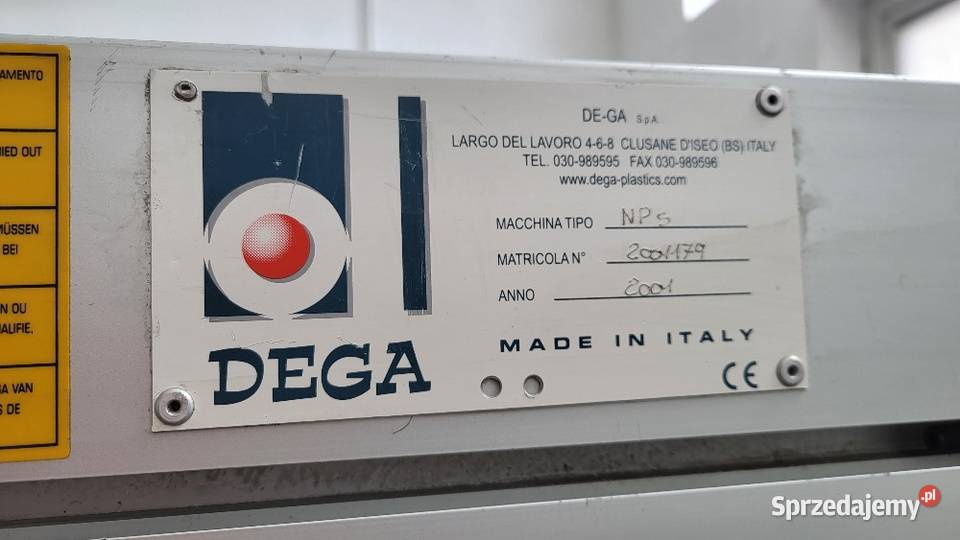 AMENTO
IED OUT
MÜSSEN
BEI
N OU
ALIFIE.
A VAN
S DE
DEGA
DE-GA S.p.A.
LARGO DEL LAVORO 4-6-8 CLUSANE D'ISEO (BS) ITALY
TEL. 030-989595 FAX 030-989596
www.dega-plastics.com
MACCHINA TIPO NPS
MATRICOLA N° 2001179
ANNO 2001
MADE IN ITALY
CE
Sprzedajemy.pl